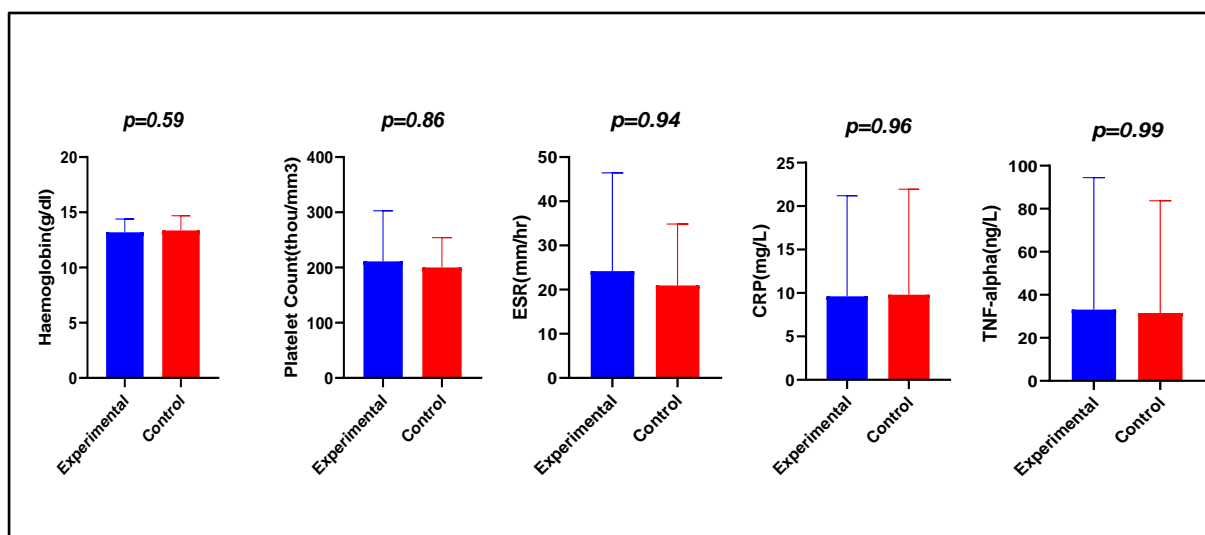 p=0.59
Haemoglobin(g/dl)
20
15
10
5
0
Experimental
Control
p=0.86
Platelet Count(thou/mm3)
400
300
200
100
0
Experimental
Control
p=0.94
ESR(mm/hr)
50
40
30
20
10
0
Experimental
Control
p=0.96
CRP(mg/L)
25
20
15
10
5
0
Experimental
Control
p=0.99
TNF-alpha(ng/L)
100
80
60
40
20
0
Experimental
Control